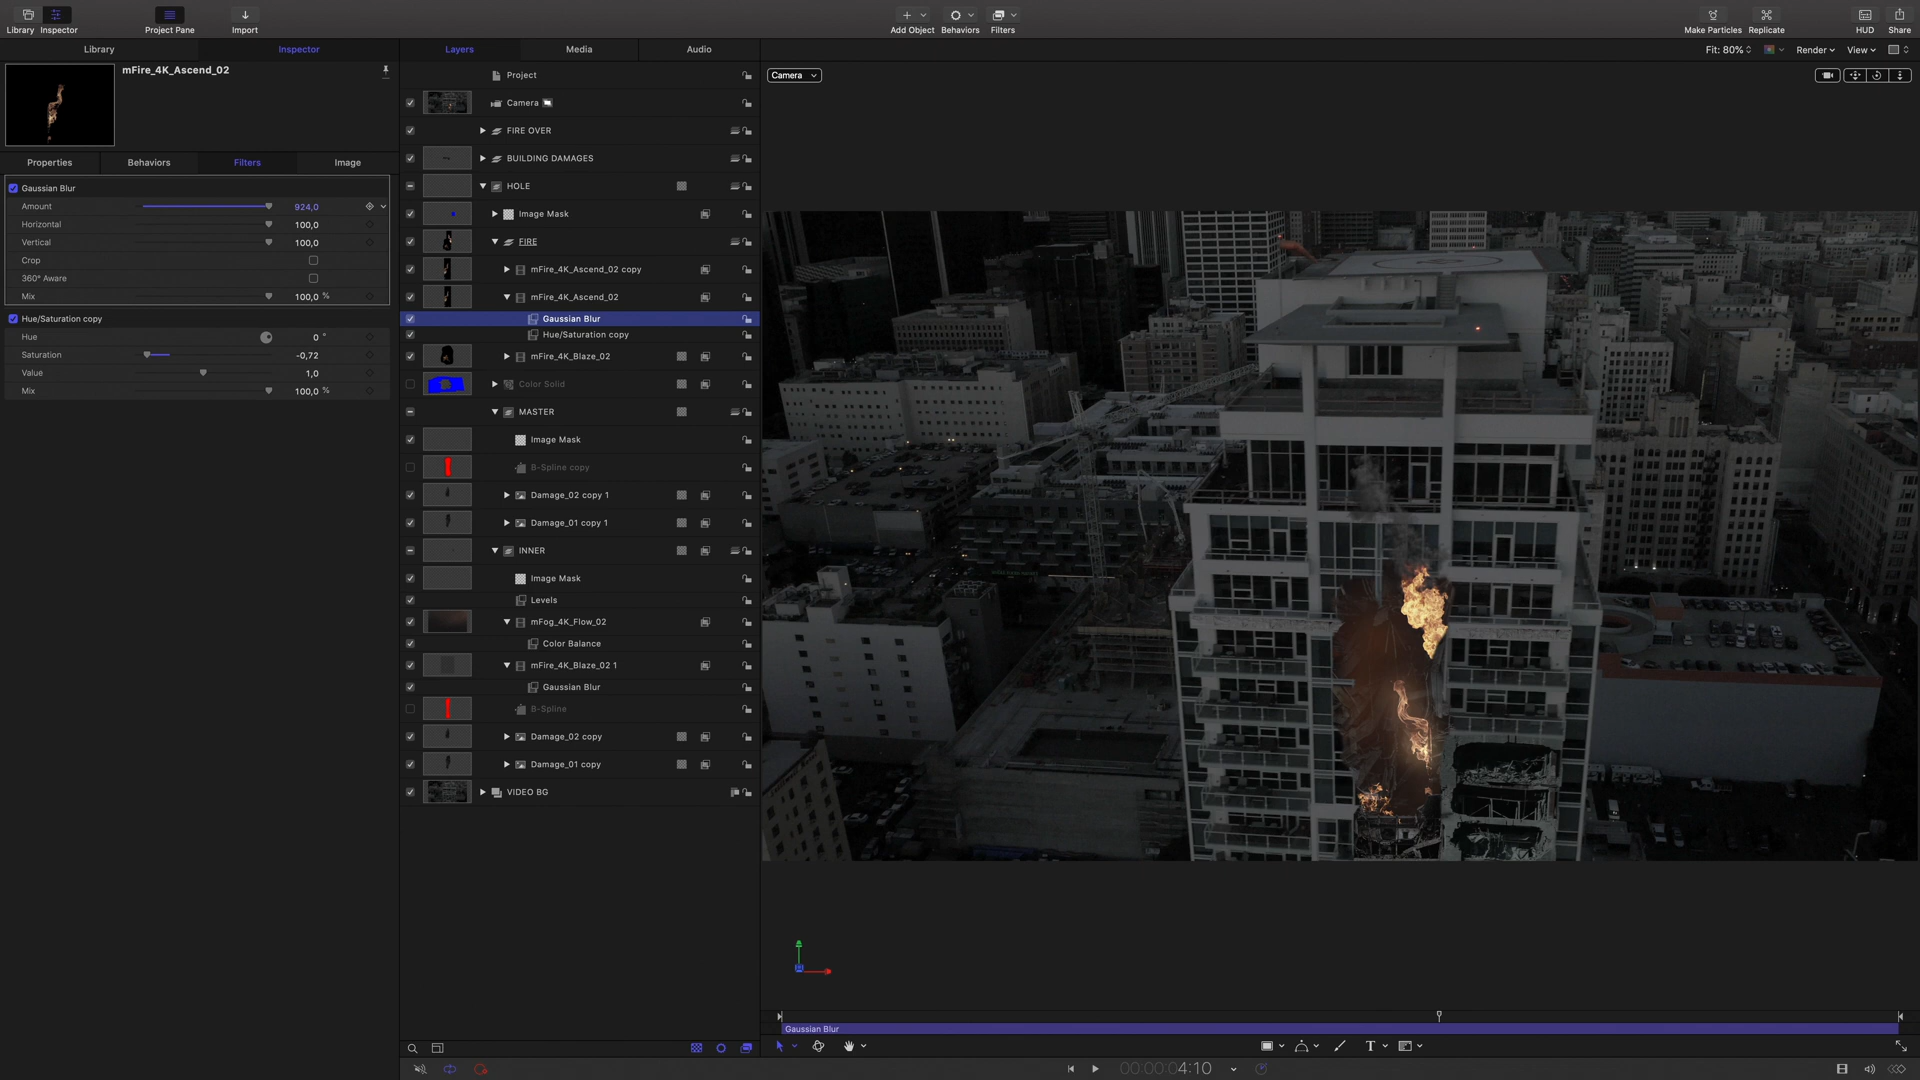 Library
Inspector
Project Pane
Import
Add Object
Behaviors
Filters
Make Particles
Replicate
HUD
Share
Library
Inspector
mFire_4K_Ascend_02
Properties
Behaviors
Filters
Image
Gaussian Blur
Amount 924,0
Horizontal 100,0
Vertical 100,0
Crop
360° Aware
Mix 100,0 %
Hue/Saturation copy
Hue 0 °
Saturation -0,72
Value 1,0
Mix 100,0 %
Layers
Media
Audio
Project
Camera
FIRE OVER
BUILDING DAMAGES
HOLE
Image Mask
FIRE
mFire_4K_Ascend_02 copy
mFire_4K_Ascend_02
Gaussian Blur
Hue/Saturation copy
mFire_4K_Blaze_02
Color Solid
MASTER
Image Mask
B-Spline copy
Damage_02 copy 1
Damage_01 copy 1
INNER
Image Mask
Levels
mFog_4K_Flow_02
Color Balance
mFire_4K_Blaze_02 1
Gaussian Blur
B-Spline
Damage_02 copy
Damage_01 copy
VIDEO BG
Fit: 80%
Render
View
Camera
Gaussian Blur
T
00:00:04:10